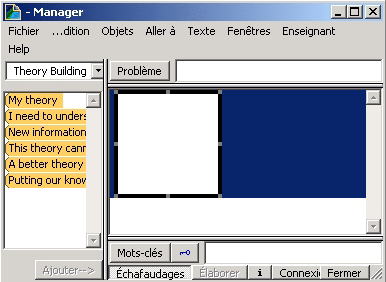 - Manager
Fichier ...dition Objets Aller à Texte Fenêtres Enseignant
Help
Theory Building
Problème
My theory
I need to unders
New information
This theory cann
A better theory
Putting our know
Ajouter-->
Mots-clés
Échafaudages Élaborer i Connexi Fermer